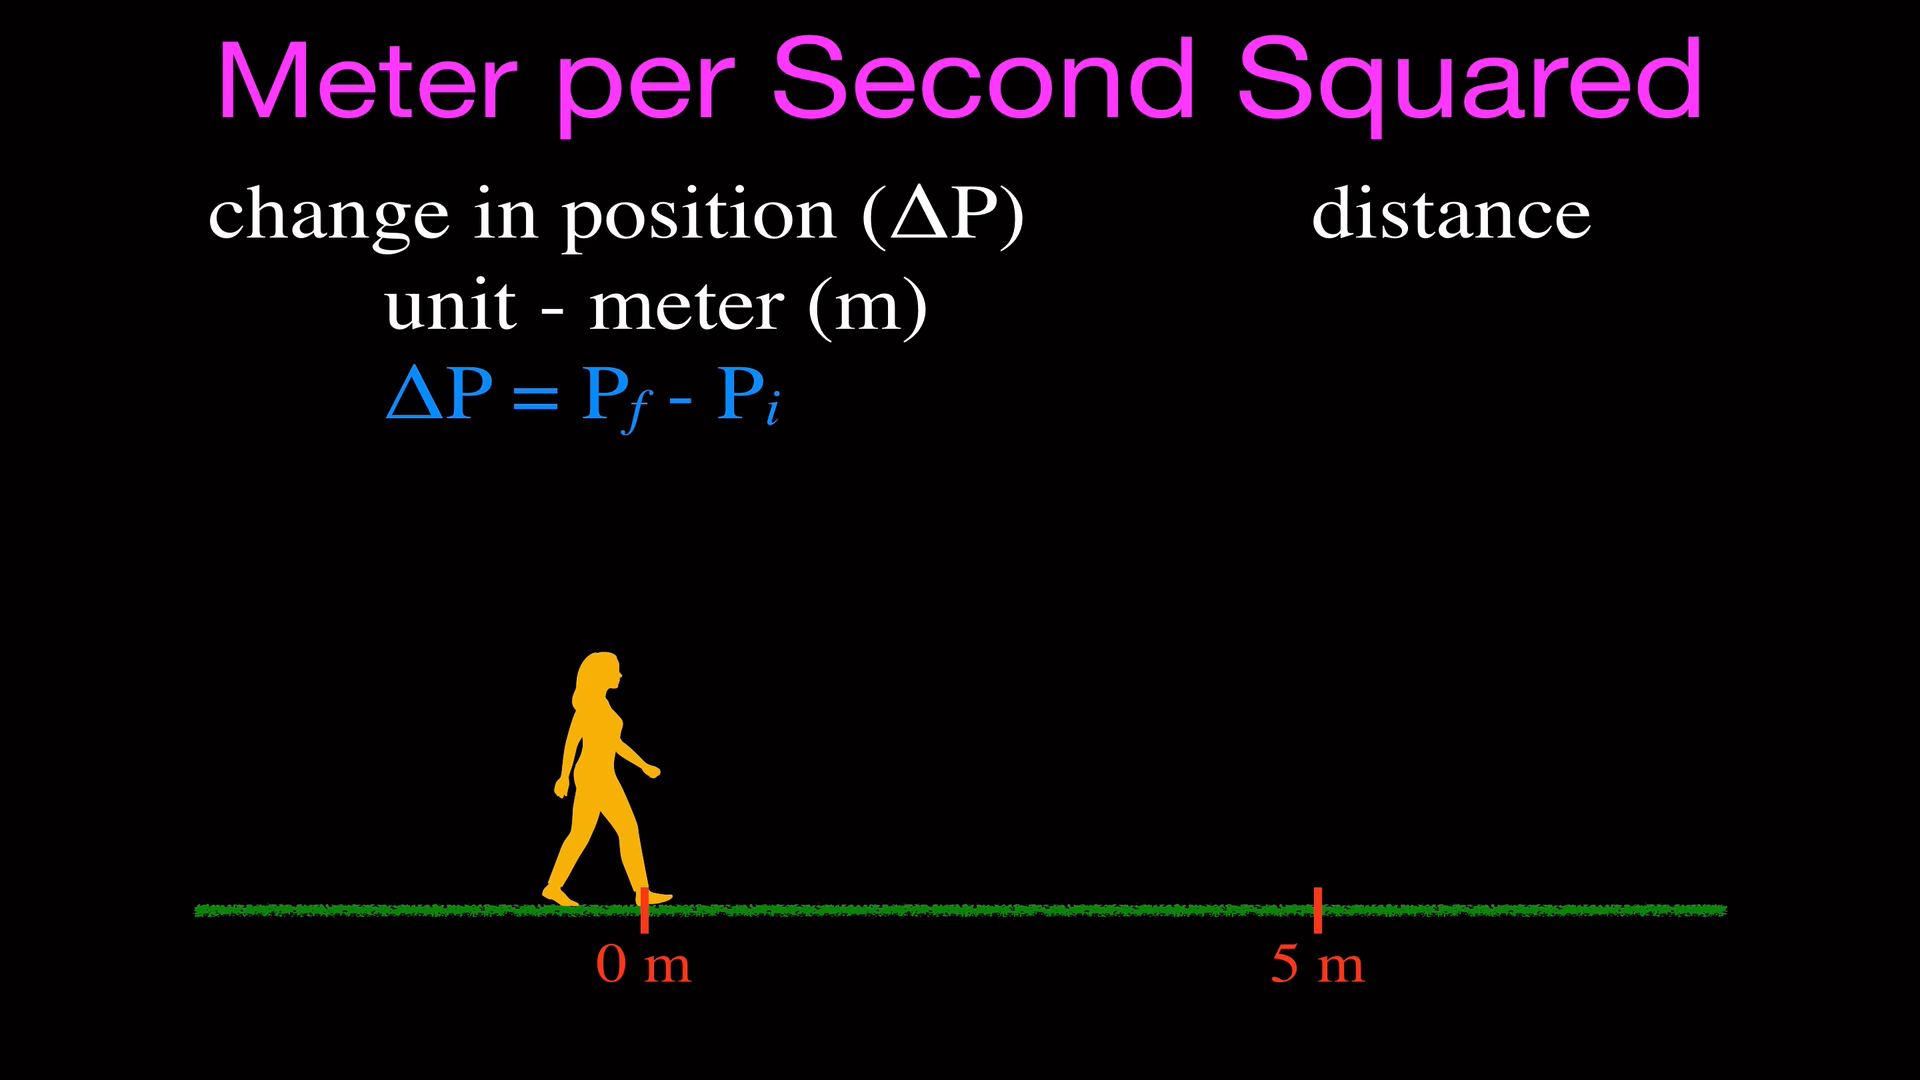 Meter per Second Squared
change in position (ΔP)
distance
unit - meter (m)
ΔP = Pf - Pi
0 m
5 m